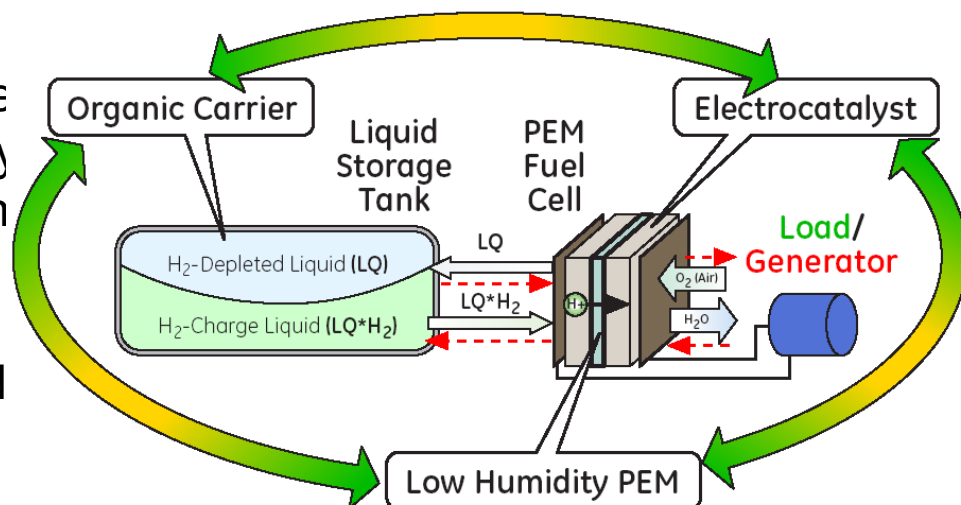 Organic Carrier
Electrocatalyst
Liquid
Storage
Tank
PEM
Fuel
Cell
Load/
Generator
LQ
H₂-Depleted Liquid (LQ)
O₂ (Air)
LQ*H₂
H+
H₂O
H₂-Charge Liquid (LQ*H₂)
Low Humidity PEM